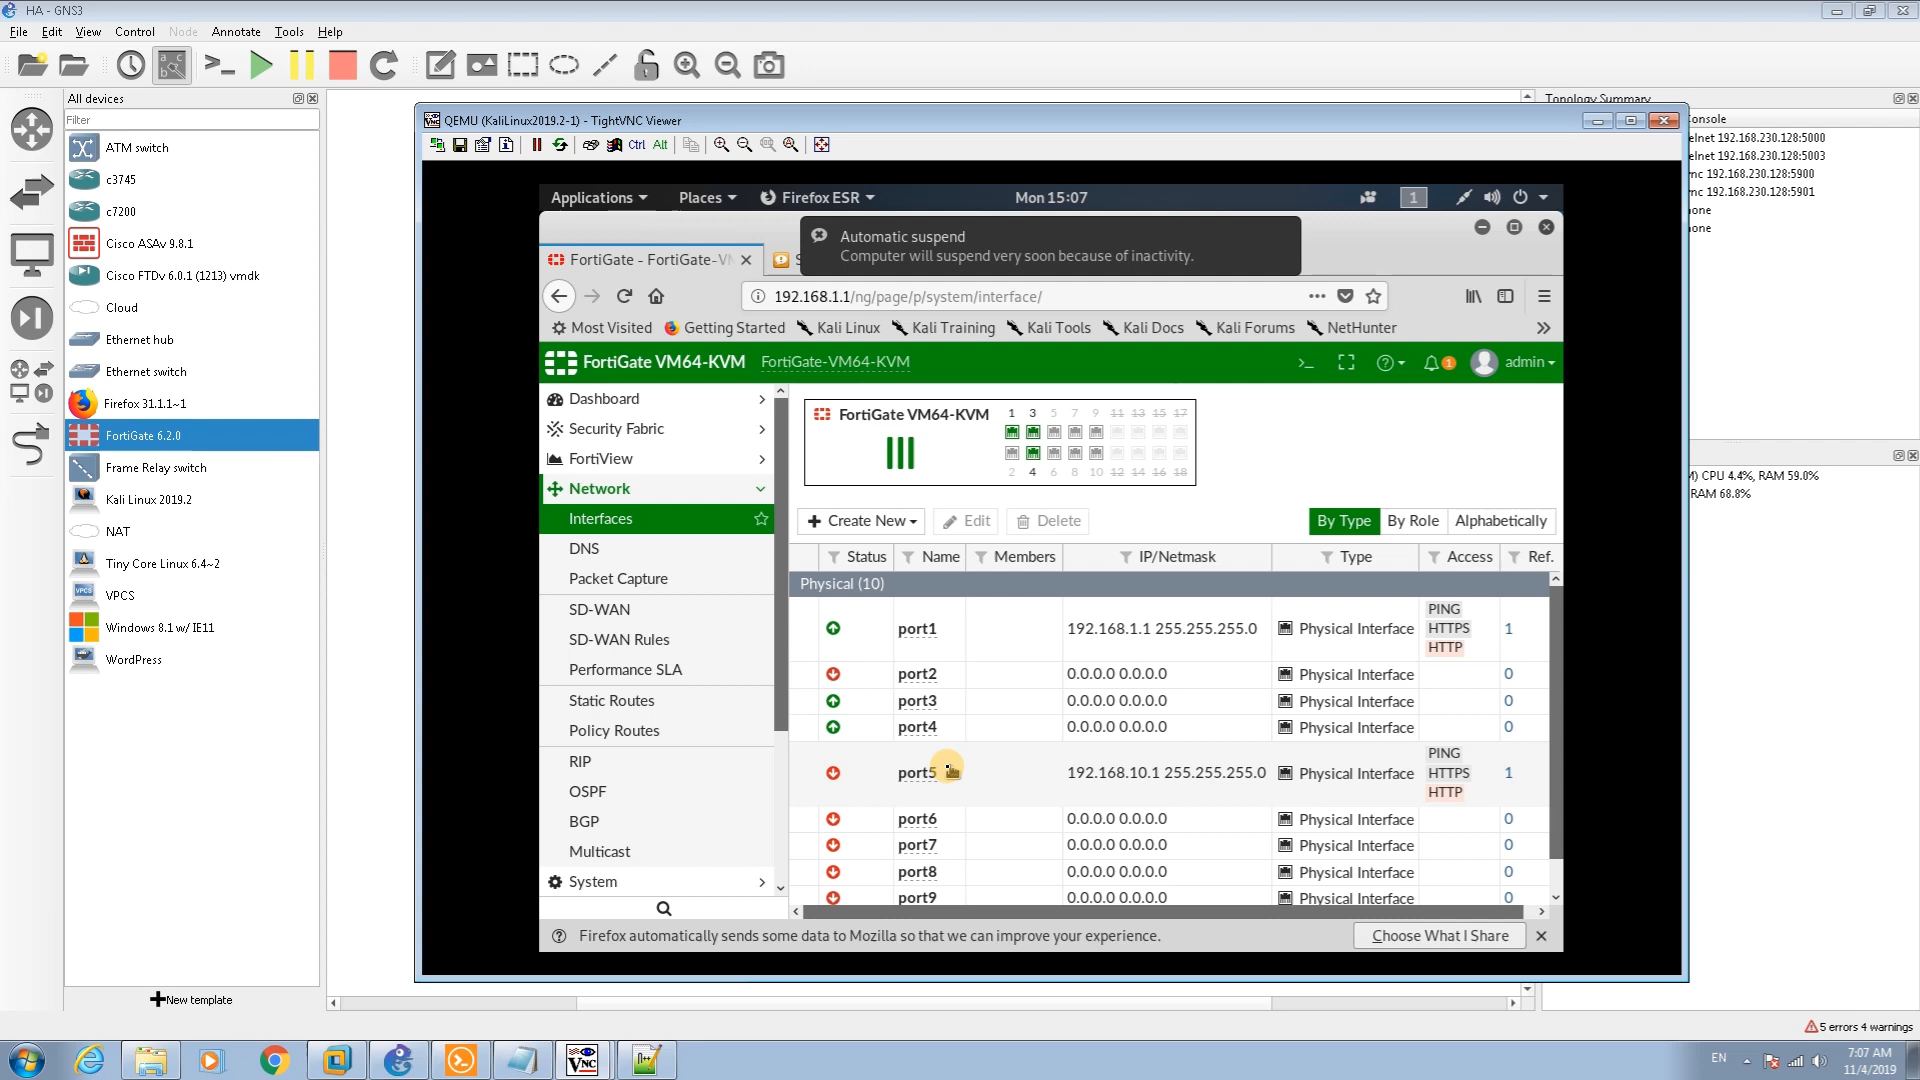 HA - GNS3
File Edit View Control Node Annotate Tools Help
All devices
Filter
ATM switch
c3745
c7200
Cisco ASAv 9.8.1
Cisco FTDv 6.0.1 (1213) vmdk
Cloud
Ethernet hub
Ethernet switch
Firefox 31.1.1~1
FortiGate 6.2.0
Frame Relay switch
Kali Linux 2019.2
NAT
Tiny Core Linux 6.4~2
VPCS
Windows 8.1 w/ IE11
WordPress
New template
QEMU (KaliLinux2019.2-1) - TightVNC Viewer
Ctrl Alt
Applications Places Firefox ESR Mon 15:07 1
Automatic suspend
Computer will suspend very soon because of inactivity.
FortiGate - FortiGate-V
192.168.1.1/ng/page/p/system/interface/
Most Visited Getting Started Kali Linux Kali Training Kali Tools Kali Docs Kali Forums NetHunter
FortiGate VM64-KVM FortiGate-VM64-KVM 1 admin
Dashboard
Security Fabric
FortiView
Network
Interfaces
DNS
Packet Capture
SD-WAN
SD-WAN Rules
Performance SLA
Static Routes
Policy Routes
RIP
OSPF
BGP
Multicast
System
FortiGate VM64-KVM 1 3 5 7 9 11 13 15 17
2 4 6 8 10 12 14 16 18
Create New Edit Delete By Type By Role Alphabetically
Status Name Members IP/Netmask Type Access Ref.
Physical (10)
port1 192.168.1.1 255.255.255.0 Physical Interface PING HTTPS HTTP 1
port2 0.0.0.0 0.0.0.0 Physical Interface 0
port3 0.0.0.0 0.0.0.0 Physical Interface 0
port4 0.0.0.0 0.0.0.0 Physical Interface 0
port5 192.168.10.1 255.255.255.0 Physical Interface PING HTTPS HTTP 1
port6 0.0.0.0 0.0.0.0 Physical Interface 0
port7 0.0.0.0 0.0.0.0 Physical Interface 0
port8 0.0.0.0 0.0.0.0 Physical Interface 0
port9 0.0.0.0 0.0.0.0 Physical Interface 0
Firefox automatically sends some data to Mozilla so that we can improve your experience. Choose What I Share
Topology Summary
onsole
elnet 192.168.230.128:5000
elnet 192.168.230.128:5003
nc 192.168.230.128:5900
nc 192.168.230.128:5901
one
one
) CPU 4.4%, RAM 59.0%
RAM 68.8%
5 errors 4 warnings
EN 7:07 AM
11/4/2019